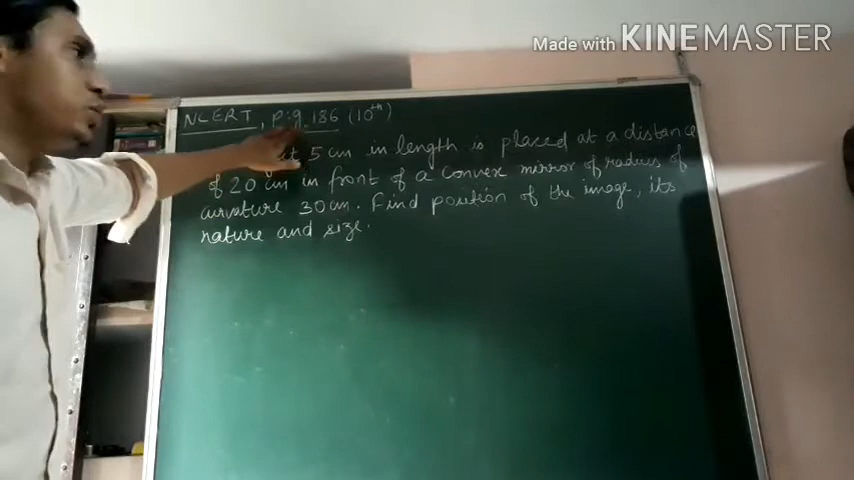 Made with KINEMASTER
NCERT, p:g.186 (10th)
5 cm in length is placed at a distance
of 20 cm in front of a convex mirror of radius of
curvature 30 cm. Find position of the image, its
nature and size.